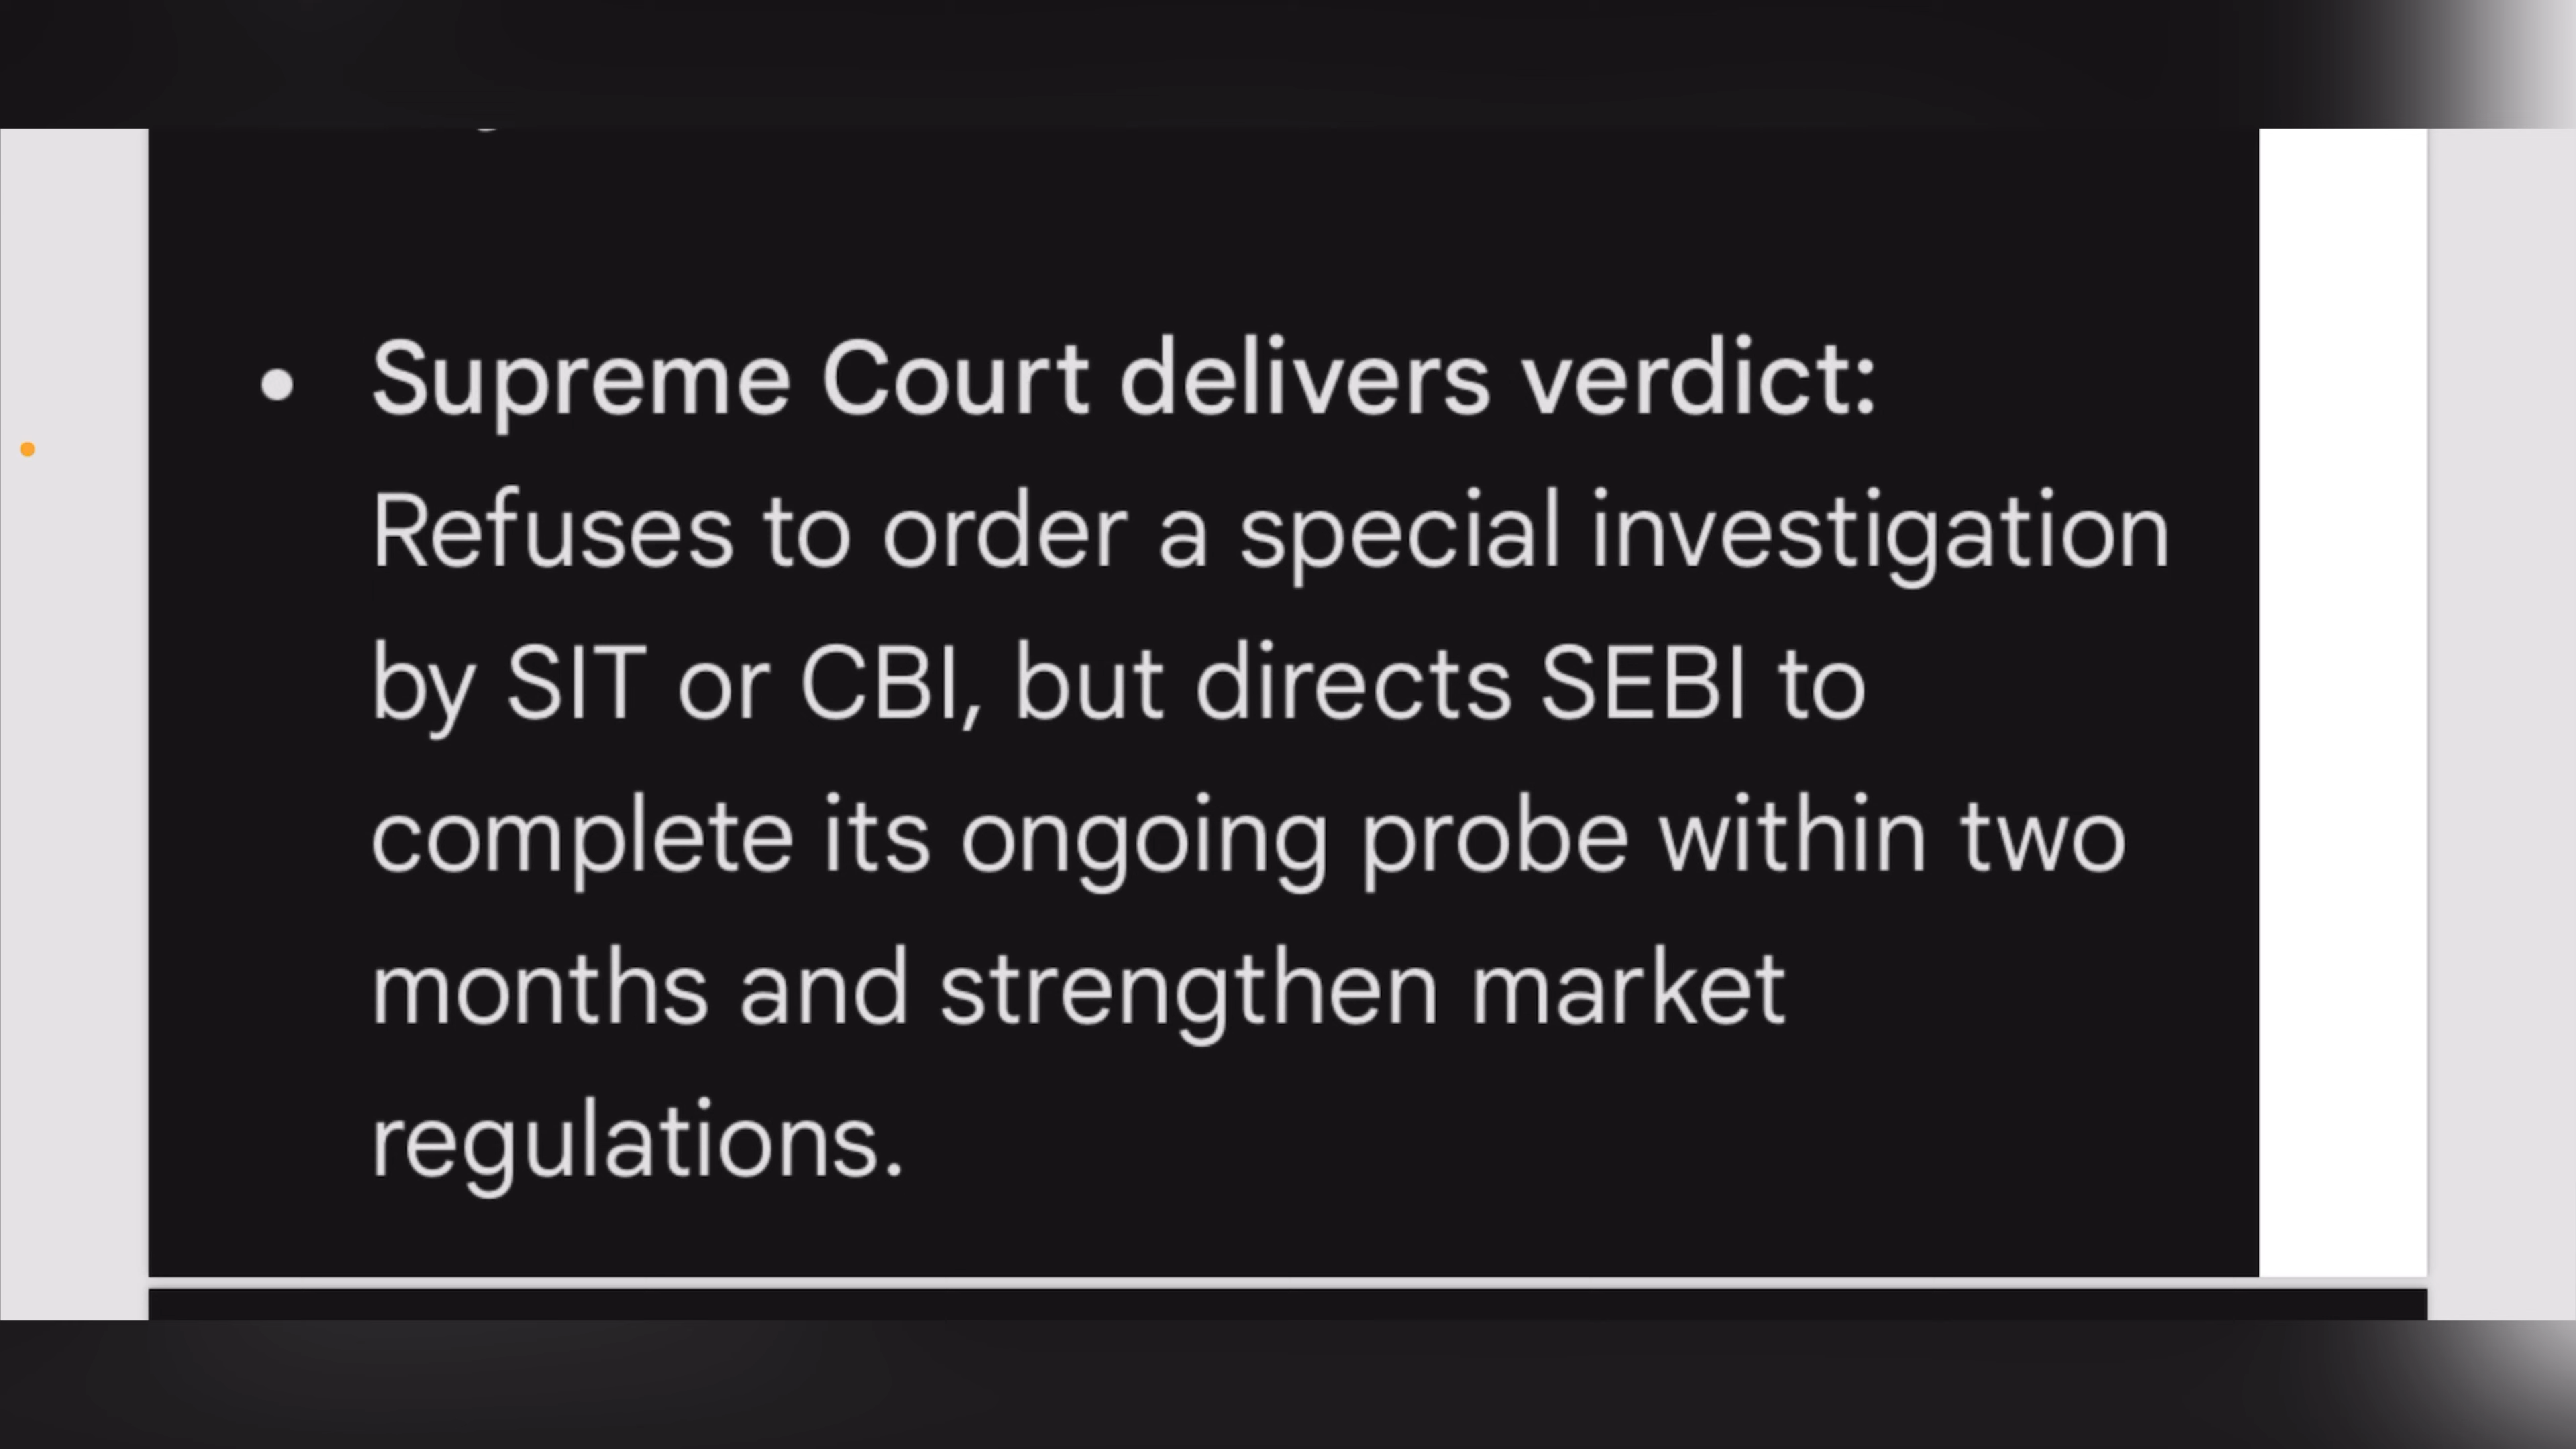 • Supreme Court delivers verdict:
Refuses to order a special investigation
by SIT or CBI, but directs SEBI to
complete its ongoing probe within two
months and strengthen market
regulations.